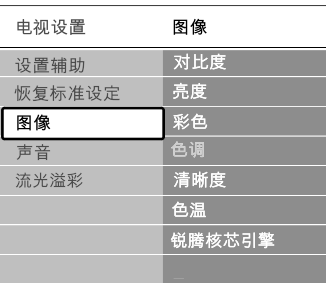 电视设置 图像
设置辅助 对比度
恢复标准设定 亮度
图像 彩色
声音 色调
流光溢彩 清晰度
色温
锐腾核芯引擎
...